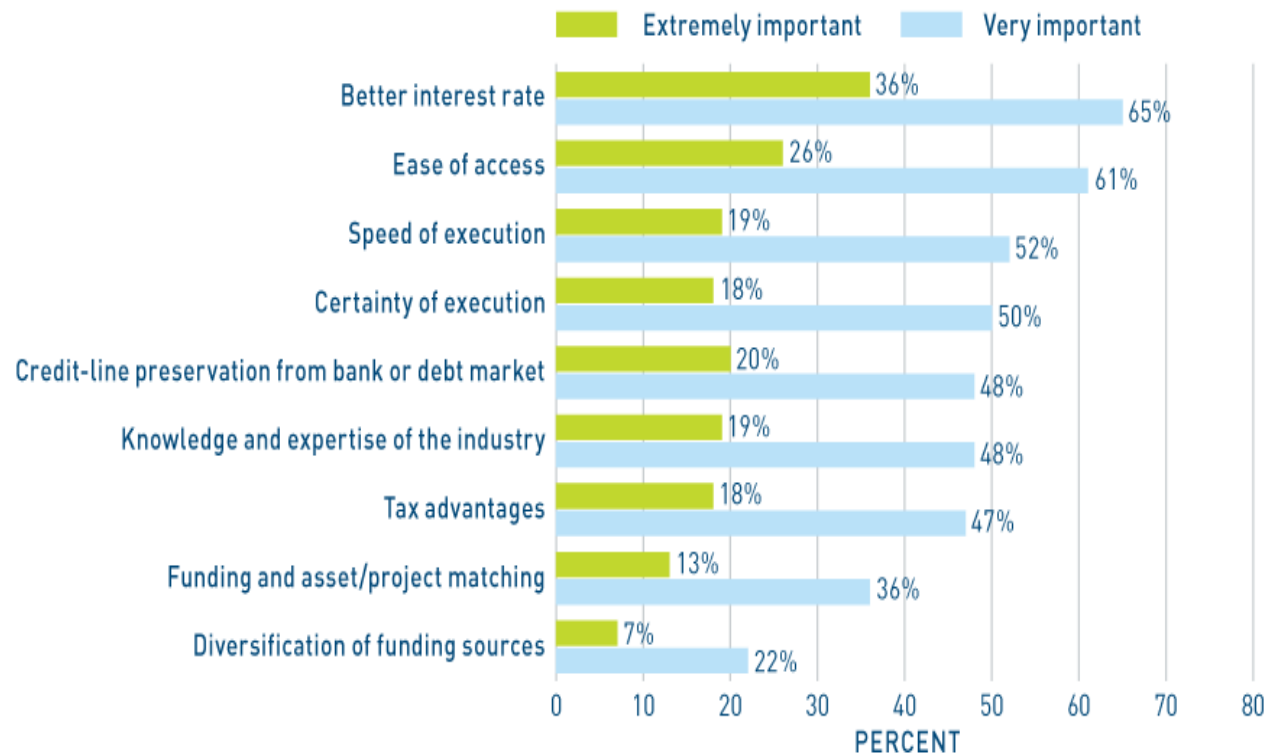 Extremely important Very important
Better interest rate 36% 65%
Ease of access 26% 61%
Speed of execution 19% 52%
Certainty of execution 18% 50%
Credit-line preservation from bank or debt market 20% 48%
Knowledge and expertise of the industry 19% 48%
Tax advantages 18% 47%
Funding and asset/project matching 13% 36%
Diversification of funding sources 7% 22%
0 10 20 30 40 50 60 70 80
PERCENT